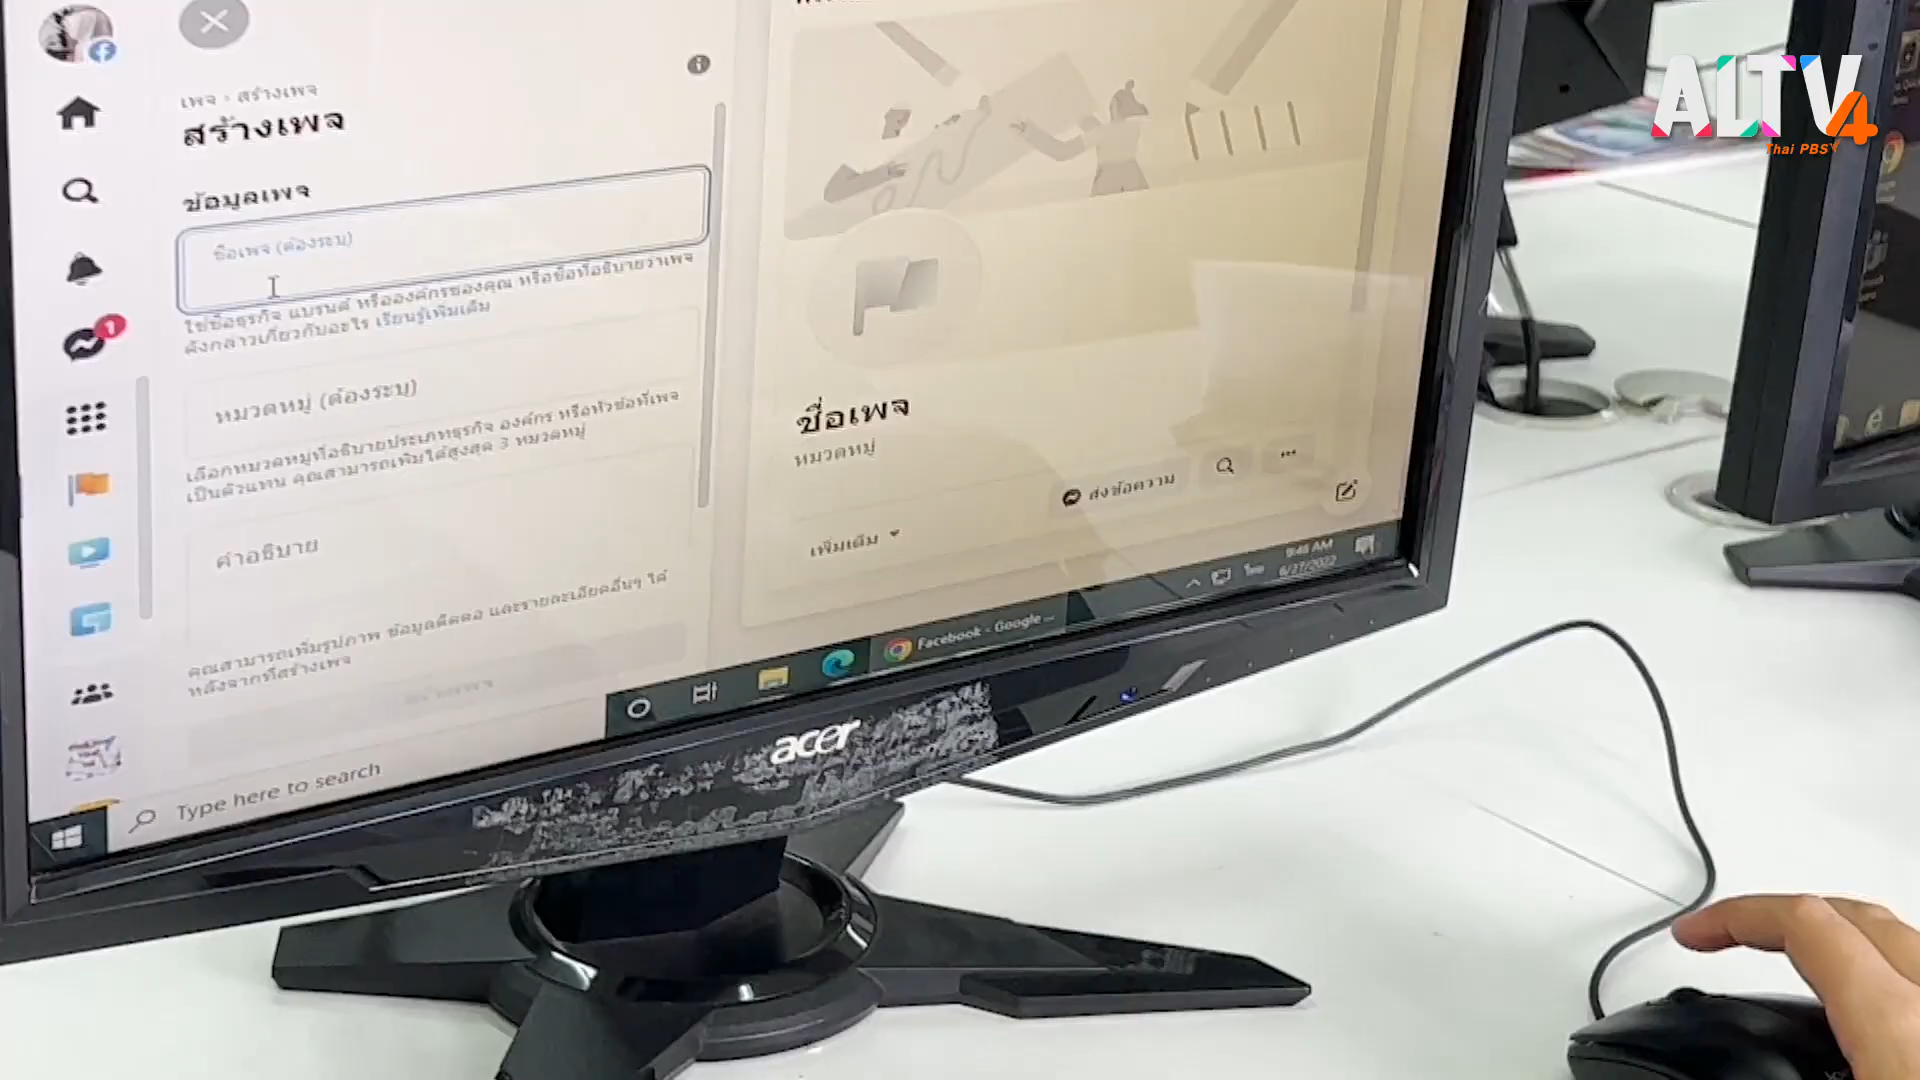 ALTV4
Thai PBS
เพจ › สร้างเพจ
สร้างเพจ
ข้อมูลเพจ
ชื่อเพจ (ต้องระบุ)
ใช้ชื่อธุรกิจ แบรนด์ หรือองค์กรของคุณ หรือชื่อที่อธิบายว่าเพจ
ดังกล่าวเกี่ยวกับอะไร เรียนรู้เพิ่มเติม
1
หมวดหมู่ (ต้องระบุ)
เลือกหมวดหมู่ที่อธิบายประเภทธุรกิจ องค์กร หรือหัวข้อที่เพจ
เป็นตัวแทน คุณสามารถเพิ่มได้สูงสุด 3 หมวดหมู่
คำอธิบาย
คุณสามารถเพิ่มรูปภาพ ข้อมูลติดต่อ และรายละเอียดอื่นๆ ได้
หลังจากที่สร้างเพจ
ชื่อเพจ
หมวดหมู่
ส่งข้อความ
เพิ่มเติม
Type here to search
Facebook - Google ...
ไทย
9:46 AM
6/27/2022
acer